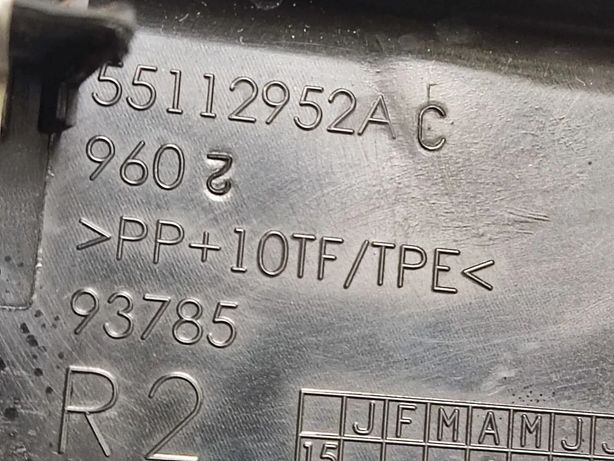 55112952A C
960 2
>PP+10TF/TPE<
93785
R2
J F M A M J J
15